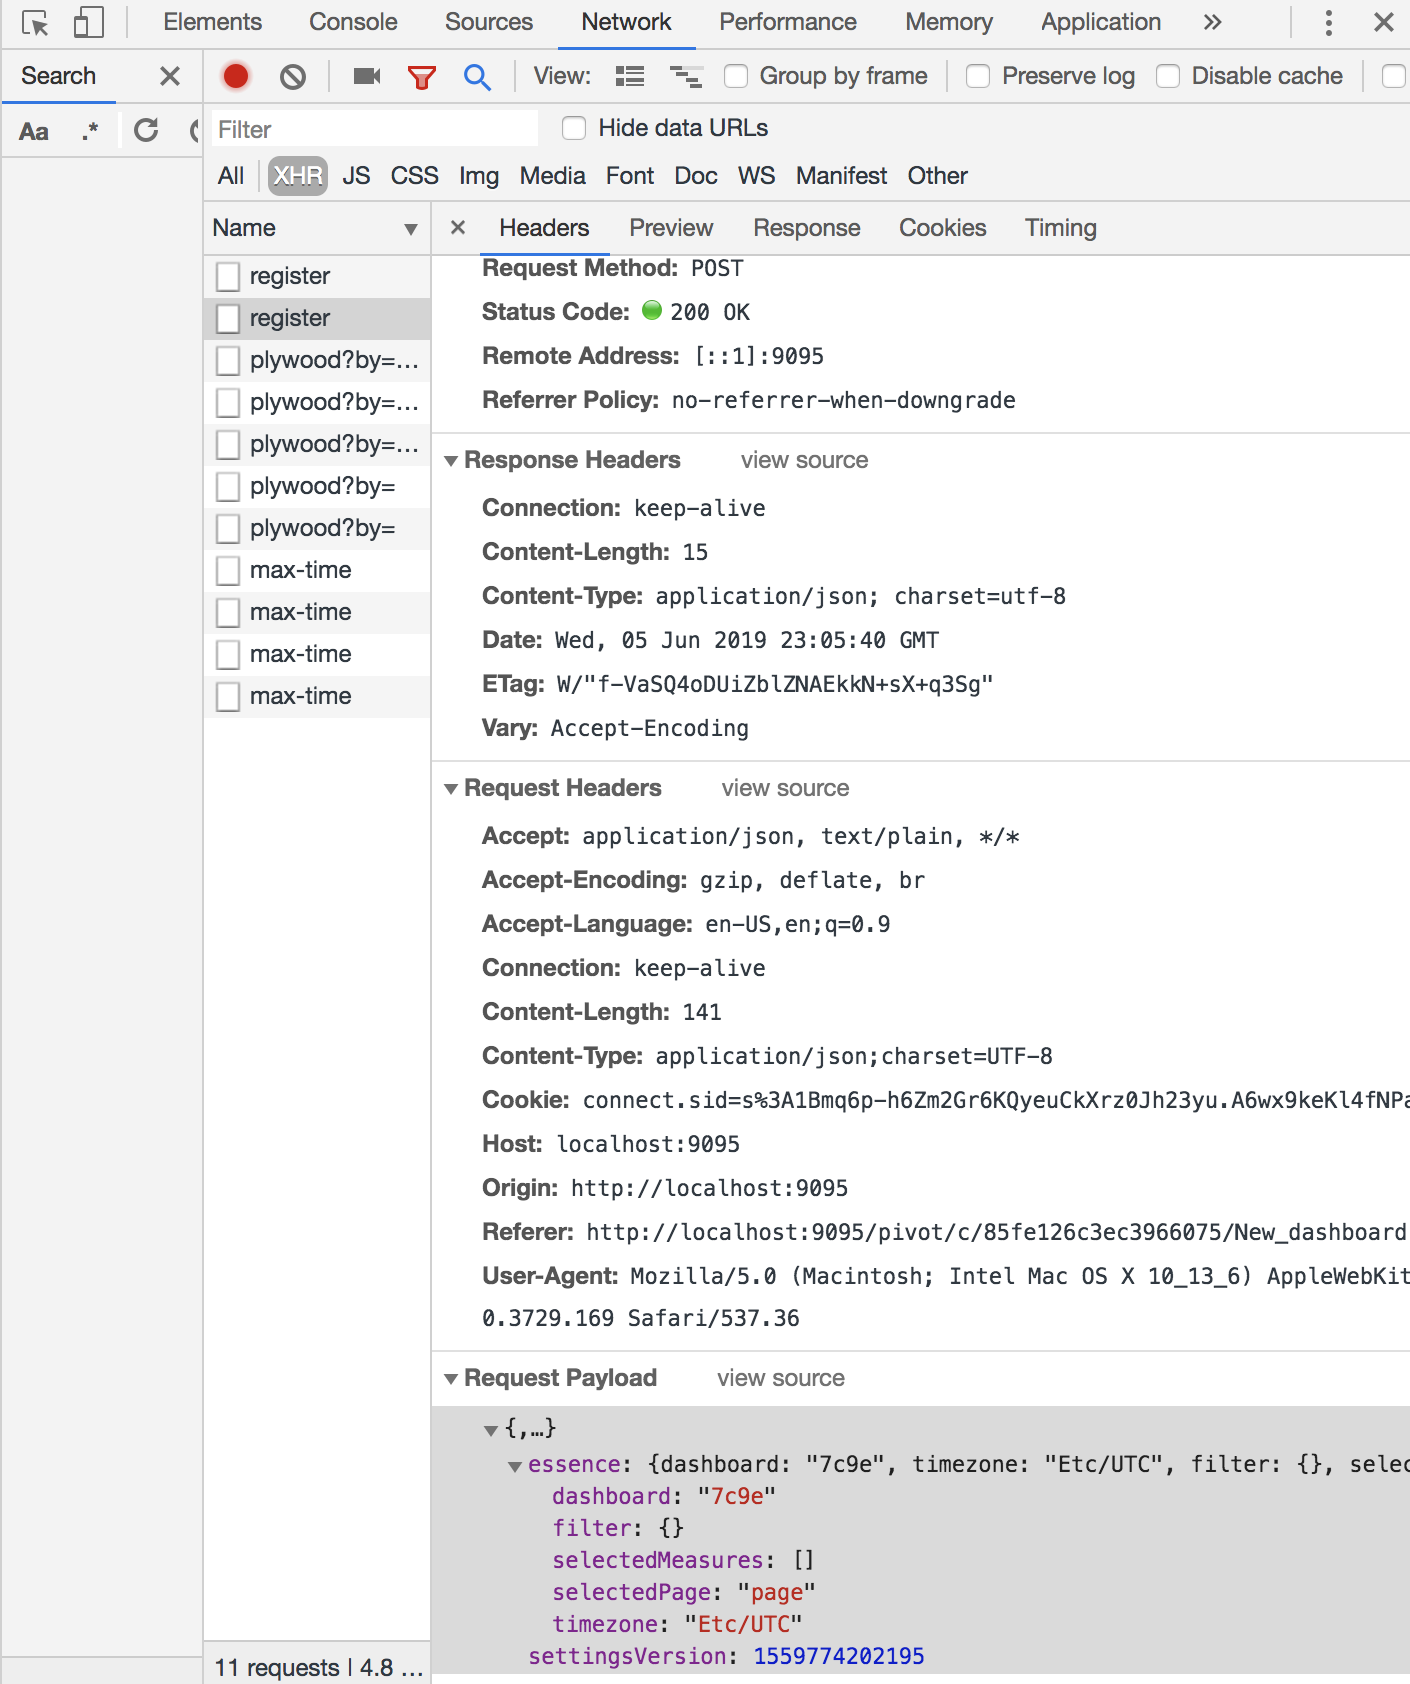 Elements Console Sources Network Performance Memory Application »
Search
View: Group by frame Preserve log Disable cache
Aa .*
Filter Hide data URLs
All XHR JS CSS Img Media Font Doc WS Manifest Other
Name
Headers Preview Response Cookies Timing
register
register
plywood?by=...
plywood?by=...
plywood?by=...
plywood?by=
plywood?by=
max-time
max-time
max-time
max-time
11 requests | 4.8 ...
Request Method: POST
Status Code: 200 OK
Remote Address: [::1]:9095
Referrer Policy: no-referrer-when-downgrade
Response Headers view source
Connection: keep-alive
Content-Length: 15
Content-Type: application/json; charset=utf-8
Date: Wed, 05 Jun 2019 23:05:40 GMT
ETag: W/"f-VaSQ4oDUiZblZNAEkkN+sX+q3Sg"
Vary: Accept-Encoding
Request Headers view source
Accept: application/json, text/plain, */*
Accept-Encoding: gzip, deflate, br
Accept-Language: en-US,en;q=0.9
Connection: keep-alive
Content-Length: 141
Content-Type: application/json;charset=UTF-8
Cookie: connect.sid=s%3A1Bmq6p-h6Zm2Gr6KQyeuCkXrz0Jh23yu.A6wx9keKl4fNPa
Host: localhost:9095
Origin: http://localhost:9095
Referer: http://localhost:9095/pivot/c/85fe126c3ec3966075/New_dashboard
User-Agent: Mozilla/5.0 (Macintosh; Intel Mac OS X 10_13_6) AppleWebKit
0.3729.169 Safari/537.36
Request Payload view source
{,…}
essence: {dashboard: "7c9e", timezone: "Etc/UTC", filter: {}, selec
dashboard: "7c9e"
filter: {}
selectedMeasures: []
selectedPage: "page"
timezone: "Etc/UTC"
settingsVersion: 1559774202195